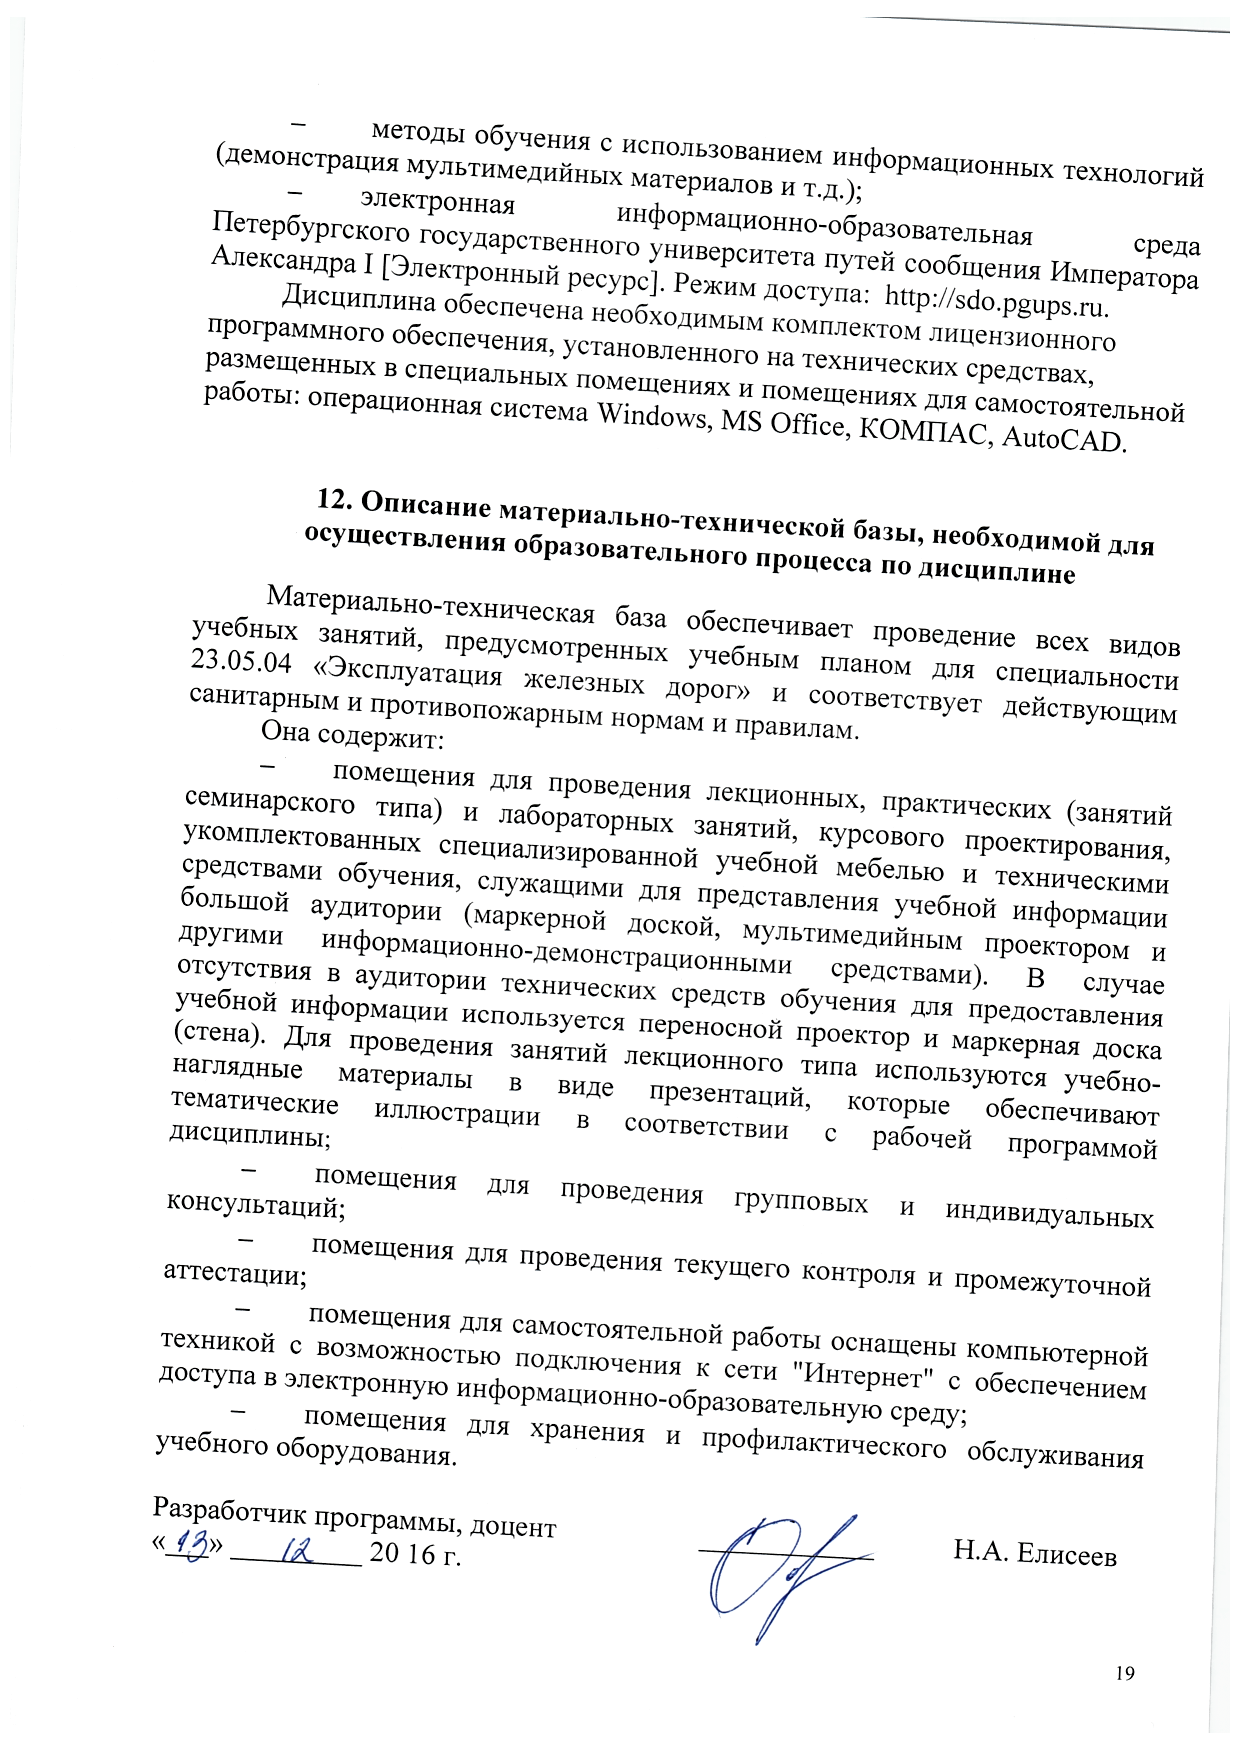 – методы обучения с использованием информационных технологий
(демонстрация мультимедийных материалов и т.д.);
– электронная информационно-образовательная среда
Петербургского государственного университета путей сообщения Императора
Александра I [Электронный ресурс]. Режим доступа: http://sdo.pgups.ru.
Дисциплина обеспечена необходимым комплектом лицензионного
программного обеспечения, установленного на технических средствах,
размещенных в специальных помещениях и помещениях для самостоятельной
работы: операционная система Windows, MS Office, КОМПАС, AutoCAD.
12. Описание материально-технической базы, необходимой для
осуществления образовательного процесса по дисциплине
Материально-техническая база обеспечивает проведение всех видов
учебных занятий, предусмотренных учебным планом для специальности
23.05.04 «Эксплуатация железных дорог» и соответствует действующим
санитарным и противопожарным нормам и правилам.
Она содержит:
– помещения для проведения лекционных, практических (занятий
семинарского типа) и лабораторных занятий, курсового проектирования,
укомплектованных специализированной учебной мебелью и техническими
средствами обучения, служащими для представления учебной информации
большой аудитории (маркерной доской, мультимедийным проектором и
другими информационно-демонстрационными средствами). В случае
отсутствия в аудитории технических средств обучения для предоставления
учебной информации используется переносной проектор и маркерная доска
(стена). Для проведения занятий лекционного типа используются учебно-
наглядные материалы в виде презентаций, которые обеспечивают
тематические иллюстрации в соответствии с рабочей программой
дисциплины;
– помещения для проведения групповых и индивидуальных
консультаций;
– помещения для проведения текущего контроля и промежуточной
аттестации;
– помещения для самостоятельной работы оснащены компьютерной
техникой с возможностью подключения к сети "Интернет" с обеспечением
доступа в электронную информационно-образовательную среду;
– помещения для хранения и профилактического обслуживания
учебного оборудования.
Разработчик программы, доцент
«13» 12 20 16 г. Н.А. Елисеев
19